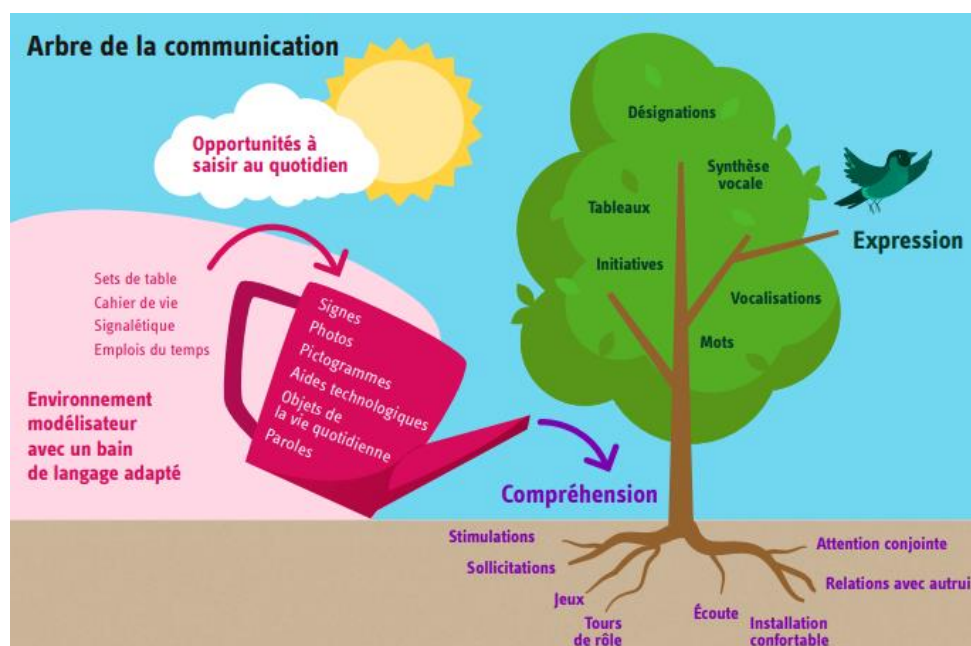 Arbre de la communication
Opportunités à
saisir au quotidien
Sets de table
Cahier de vie
Signalétique
Emplois du temps
Environnement
modélisateur
avec un bain
de langage adapté
Signes
Photos
Pictogrammes
Aides technologiques
Objets de
la vie quotidienne
Paroles
Désignations
Synthèse
vocale
Tableaux
Initiatives
Vocalisations
Mots
Expression
Compréhension
Stimulations
Sollicitations
Jeux
Tours
de rôle
Écoute
Installation
confortable
Relations avec autrui
Attention conjointe